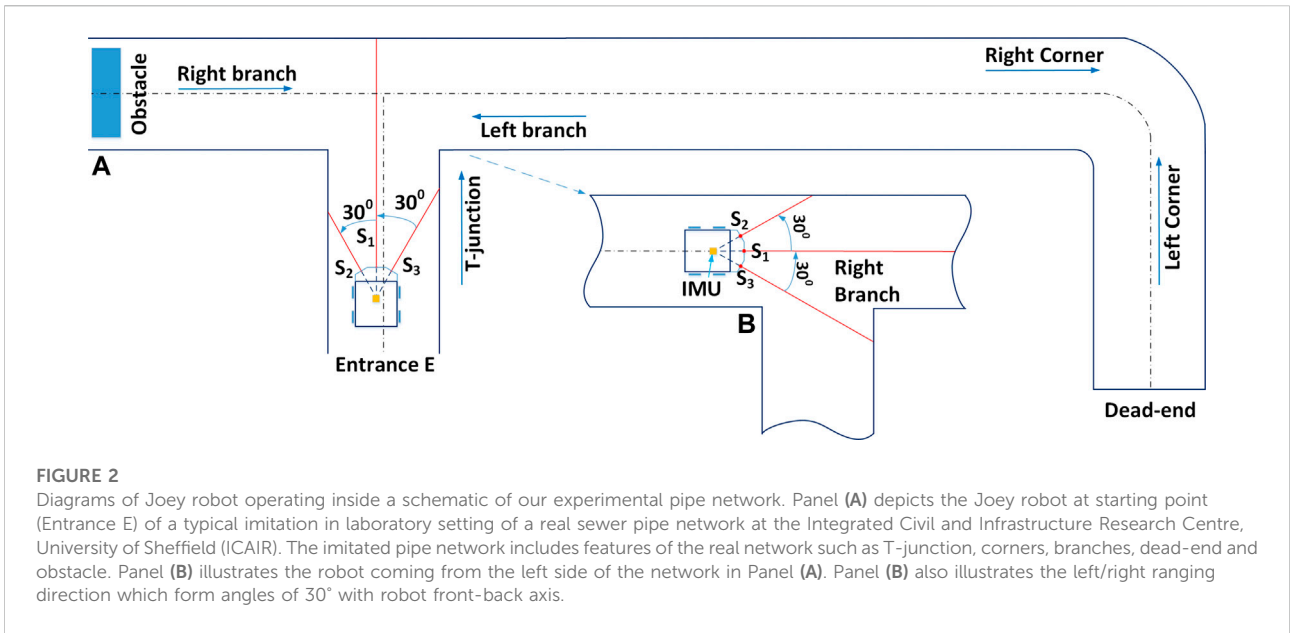 Obstacle
Right branch
Right Corner
Left branch
A
30⁰
30⁰
S₁
S₂
S₃
T-junction
Entrance E
S₂
S₁
S₃
30⁰
30⁰
IMU
Right
Branch
B
Left Corner
Dead-end
FIGURE 2
Diagrams of Joey robot operating inside a schematic of our experimental pipe network. Panel (A) depicts the Joey robot at starting point
(Entrance E) of a typical imitation in laboratory setting of a real sewer pipe network at the Integrated Civil and Infrastructure Research Centre,
University of Sheffield (ICAIR). The imitated pipe network includes features of the real network such as T-junction, corners, branches, dead-end and
obstacle. Panel (B) illustrates the robot coming from the left side of the network in Panel (A). Panel (B) also illustrates the left/right ranging
direction which form angles of 30° with robot front-back axis.